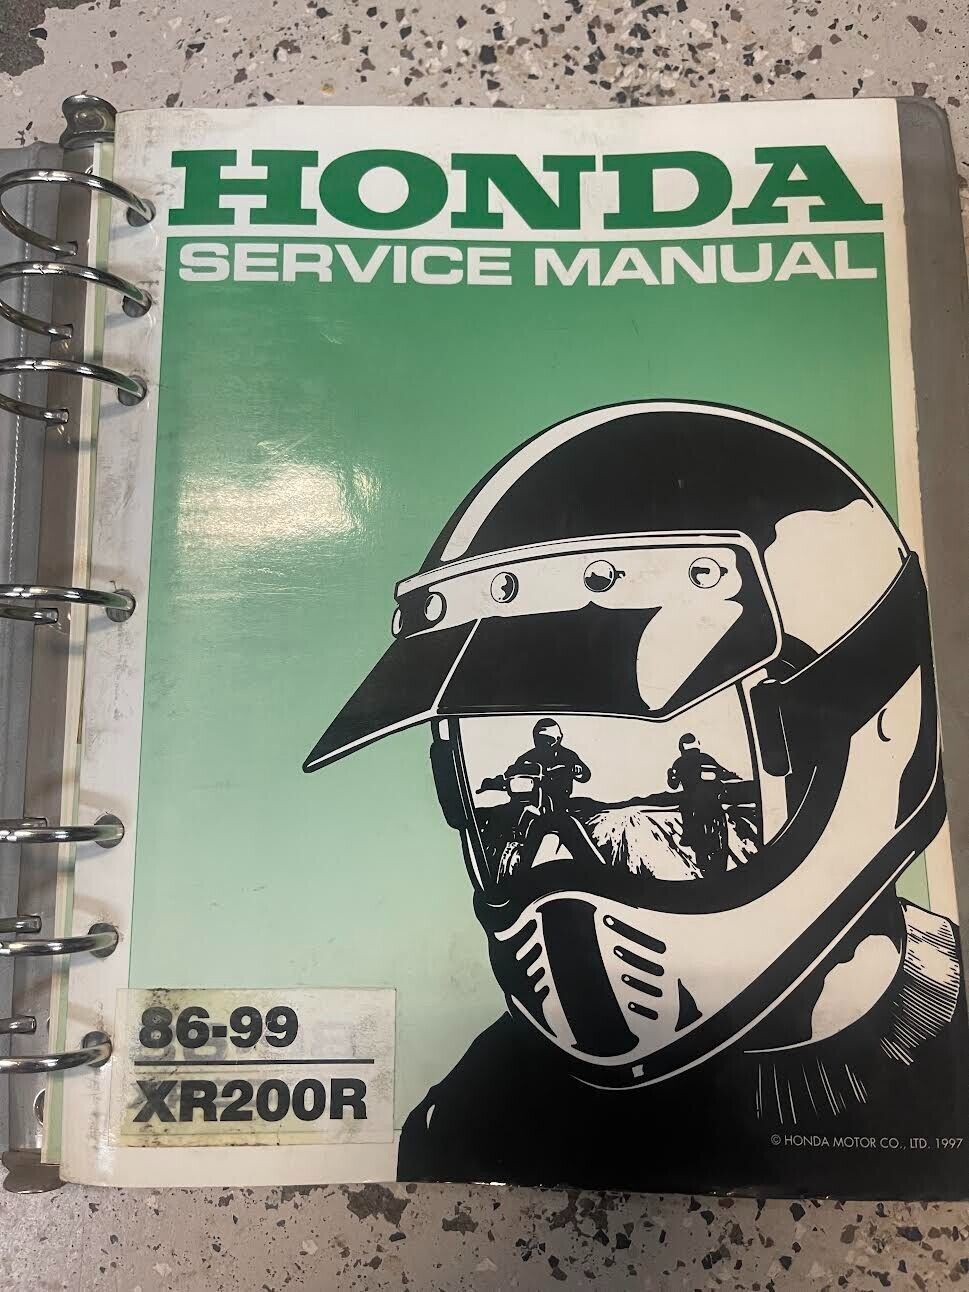 HONDA
SERVICE MANUAL
86-99
XR200R
© HONDA MOTOR CO., LTD. 1997